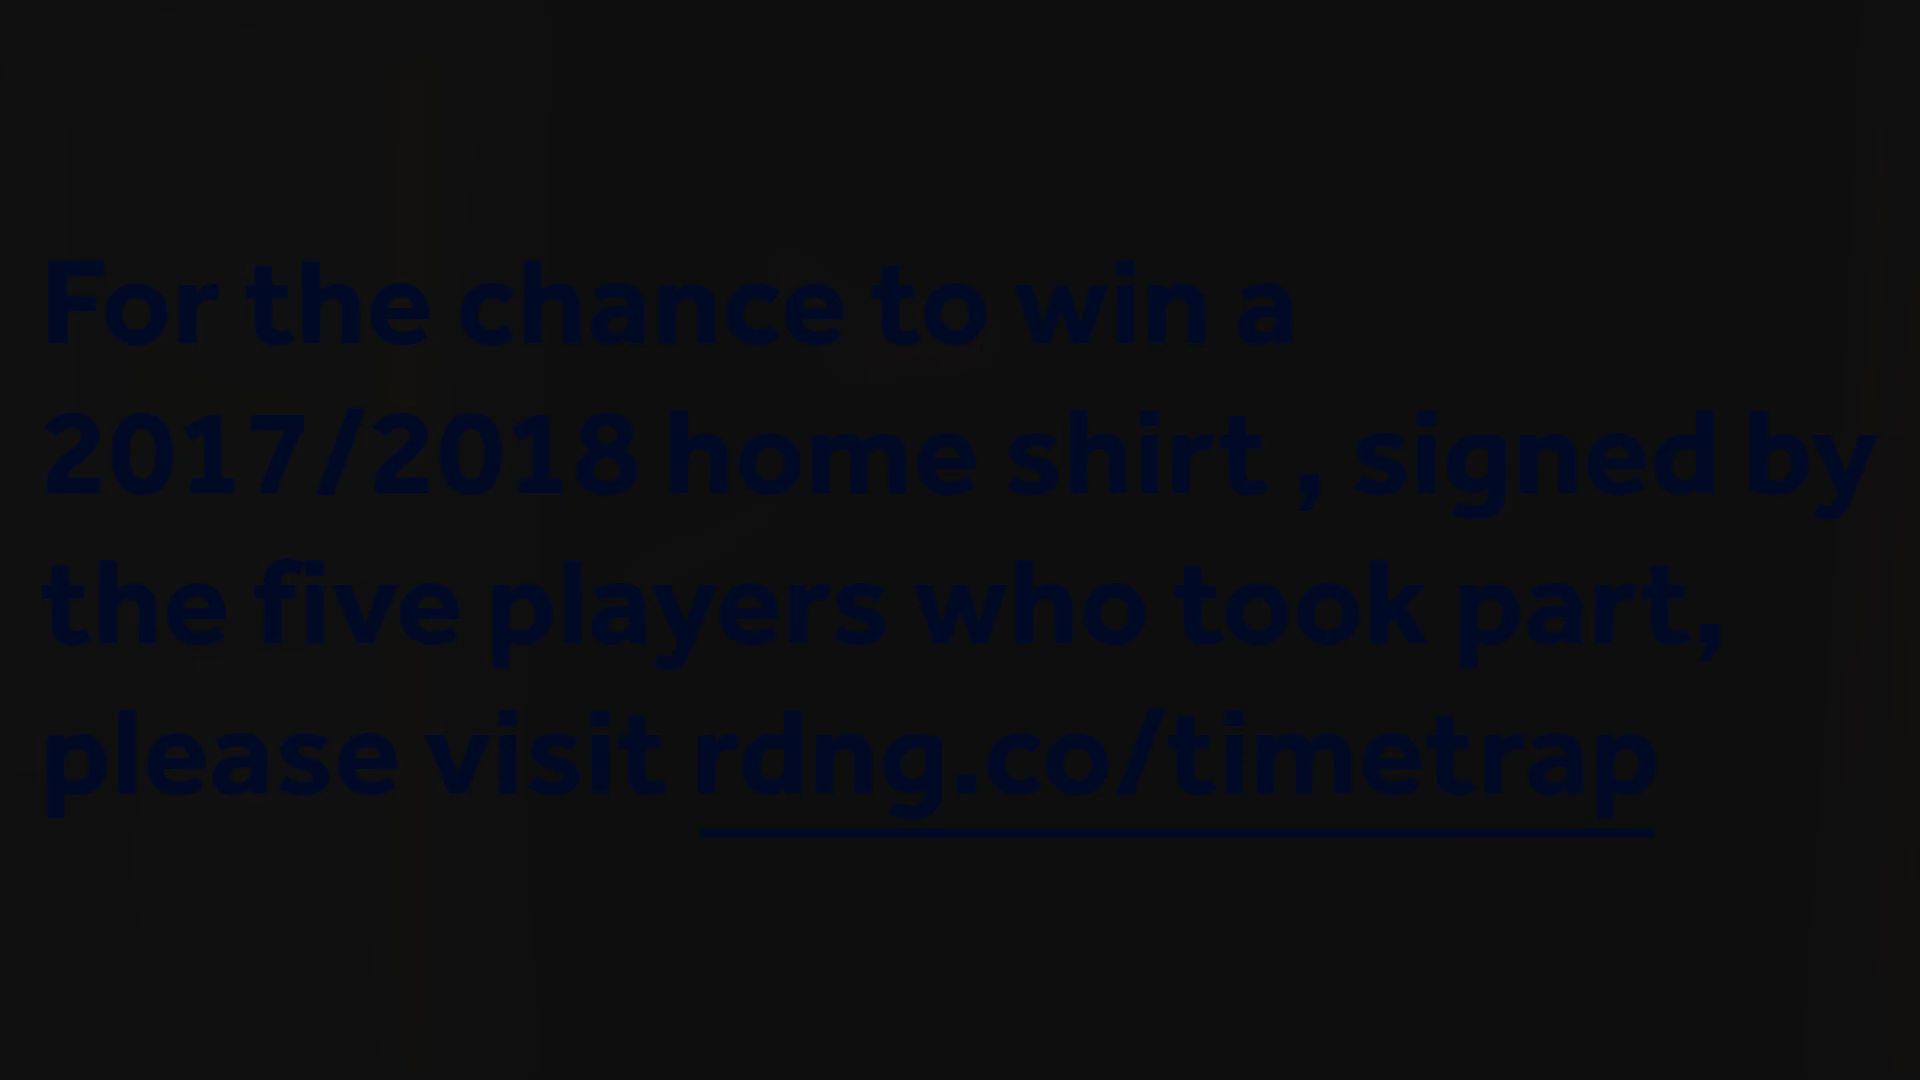 For the chance to win a
2017/2018 home shirt , signed by
the five players who took part,
please visit rdng.co/timetrap